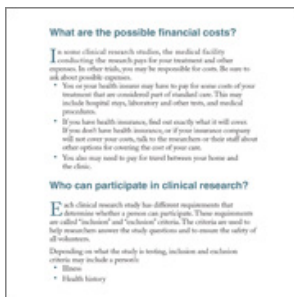 What are the possible financial costs?
In some clinical research studies, the medical facility
conducting the research pays for your treatment and other
expenses. In other trials, you may be responsible for costs. Be sure to
ask about possible expenses.
• You or your health insurer may have to pay for some costs of your
treatment that are considered part of standard care. This may
include hospital stays, laboratory and other tests, and medical
procedures.
• If you have health insurance, find out exactly what it will cover.
If you don't have health insurance, or if your insurance company
will not cover your costs, talk to the researchers or their staff about
other options for covering the cost of your care.
• You also may need to pay for travel between your home and
the clinic.
Who can participate in clinical research?
Each clinical research study has different requirements that
determine whether a person can participate. These requirements
are called "inclusion" and "exclusion" criteria. The criteria are used to
help researchers answer the study questions and to ensure the safety of
all volunteers.
Depending on what the study is testing, inclusion and exclusion
criteria may include a person's:
• Illness
• Health history